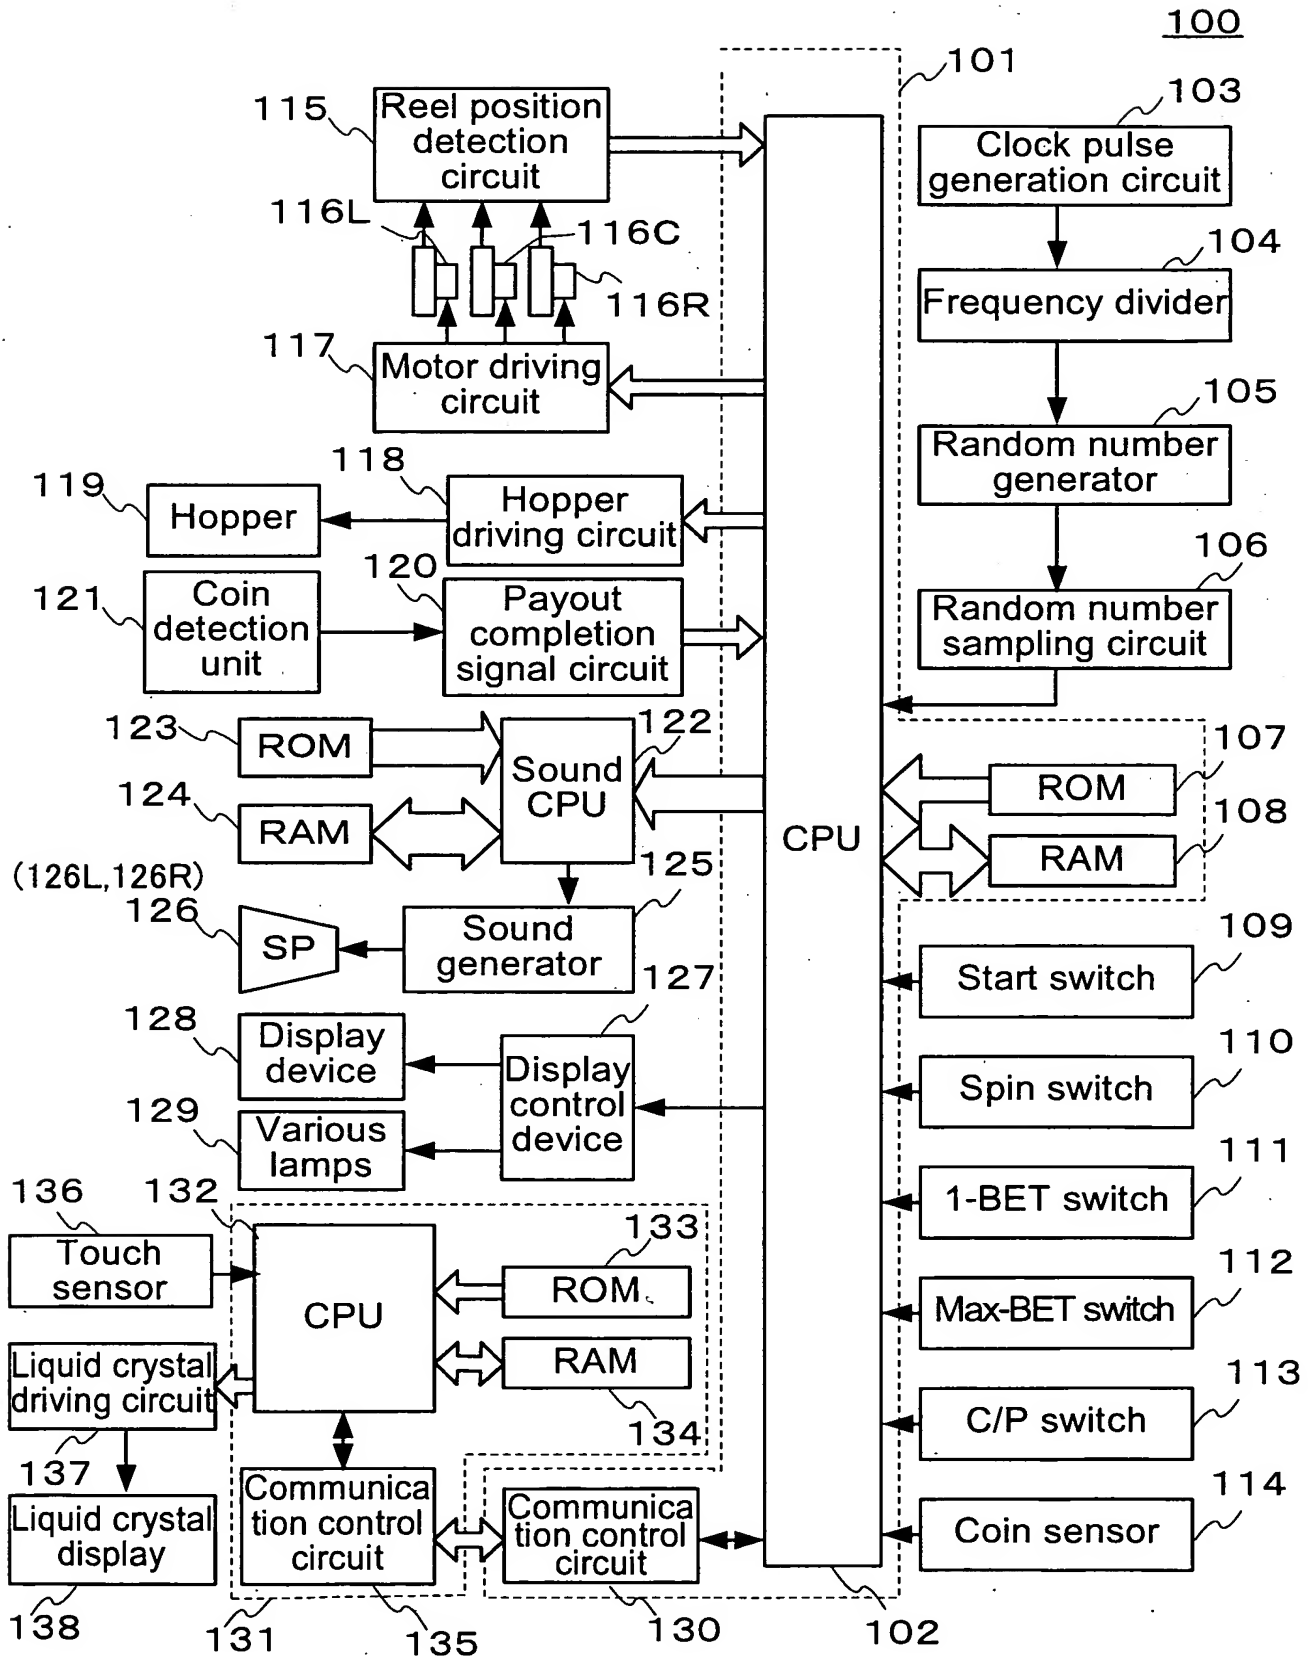 100
101
103
Clock pulse
generation circuit
104
Frequency divider
105
Random number
generator
106
Random number
sampling circuit
115
Reel position
detection
circuit
116L
116C
116R
117
Motor driving
circuit
118
Hopper
driving circuit
119
Hopper
120
Payout
completion
signal circuit
121
Coin
detection
unit
122
Sound
CPU
123
ROM
124
RAM
(126L,126R)
126
SP
125
Sound
generator
127
Display
control
device
128
Display
device
129
Various
lamps
CPU
107
ROM
108
RAM
109
Start switch
110
Spin switch
111
1-BET switch
112
Max-BET switch
113
C/P switch
114
Coin sensor
136
Touch
sensor
132
CPU
133
ROM
RAM
134
Liquid crystal
driving circuit
137
Liquid crystal
display
138
Communica
tion control
circuit
Communica
tion control
circuit
131
135
130
102